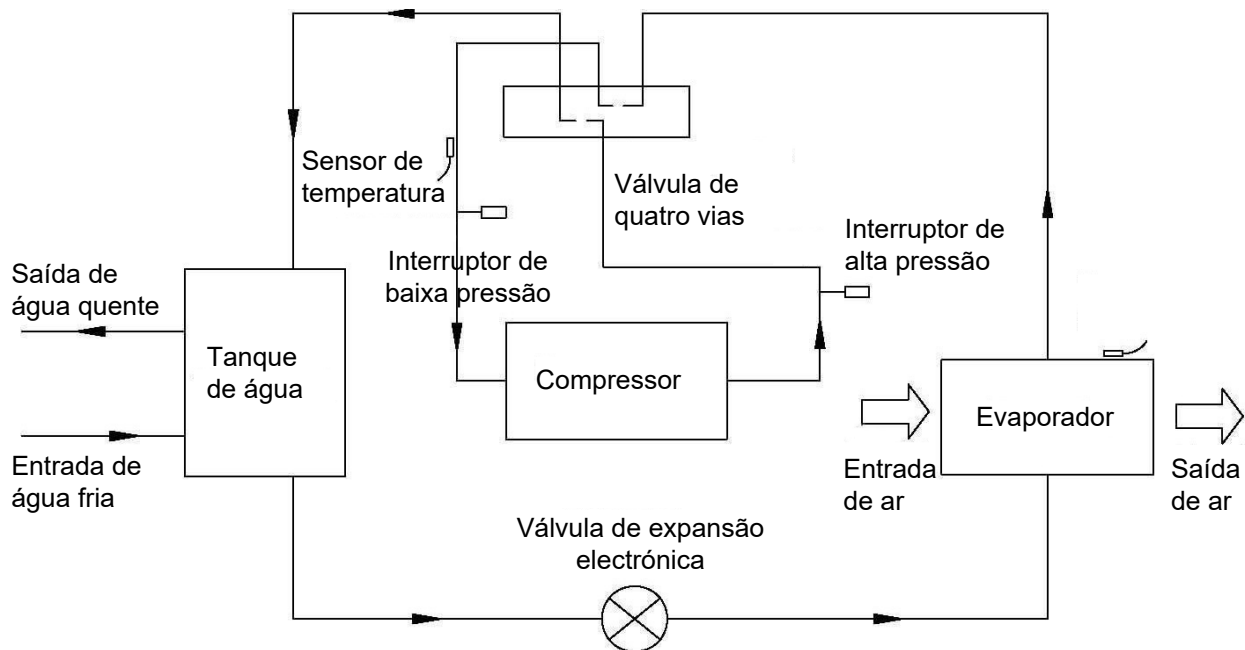 Sensor de
temperatura
Válvula de
quatro vias
Interruptor de
alta pressão
Interruptor de
baixa pressão
Saída de
água quente
Tanque
de água
Compressor
Evaporador
Entrada de
água fria
Entrada
de ar
Saída
de ar
Válvula de expansão
electrónica